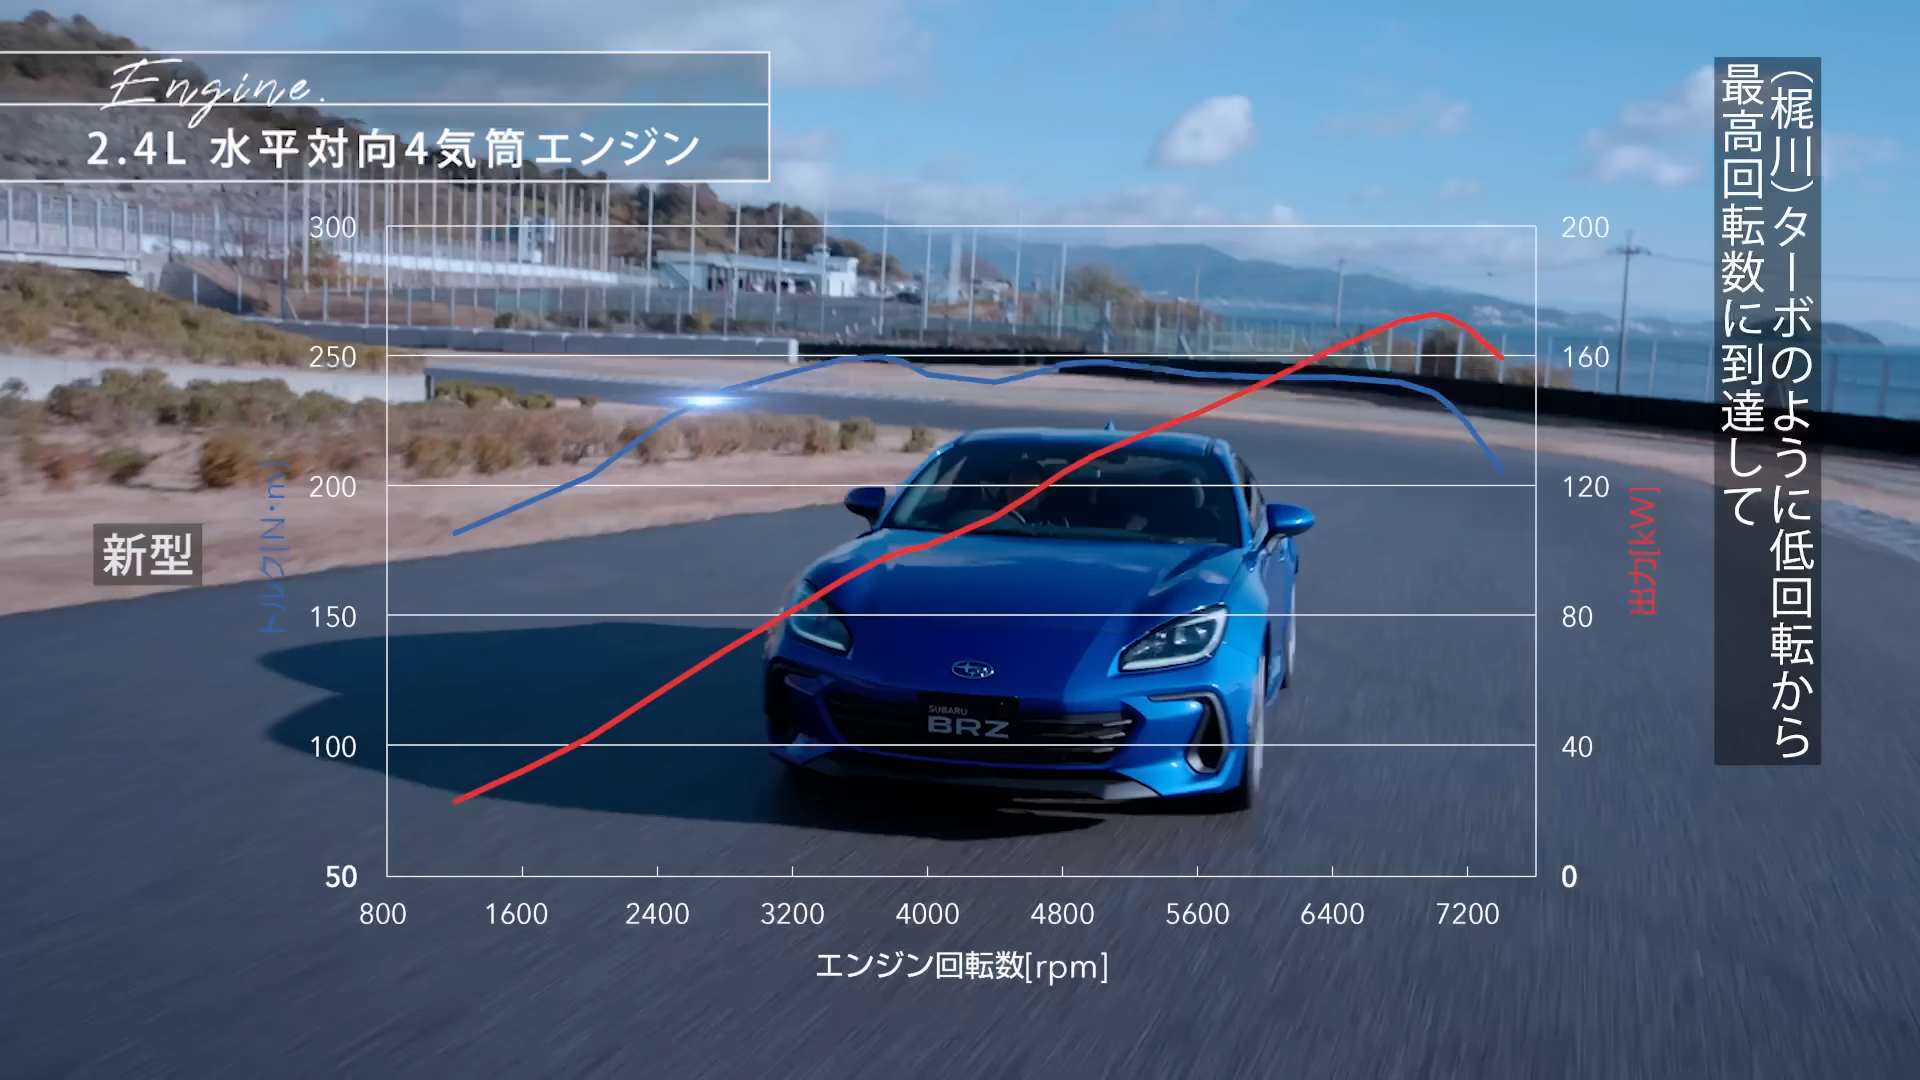 Engine.
2.4L 水平対向4気筒エンジン
(梶川)ターボのように低回転から
最高回転数に到達して
新型
トルク[N・m]
300
250
200
150
100
50
200
160
120
80
40
0
出力[kW]
800 1600 2400 3200 4000 4800 5600 6400 7200
エンジン回転数[rpm]
SUBARU
BRZ